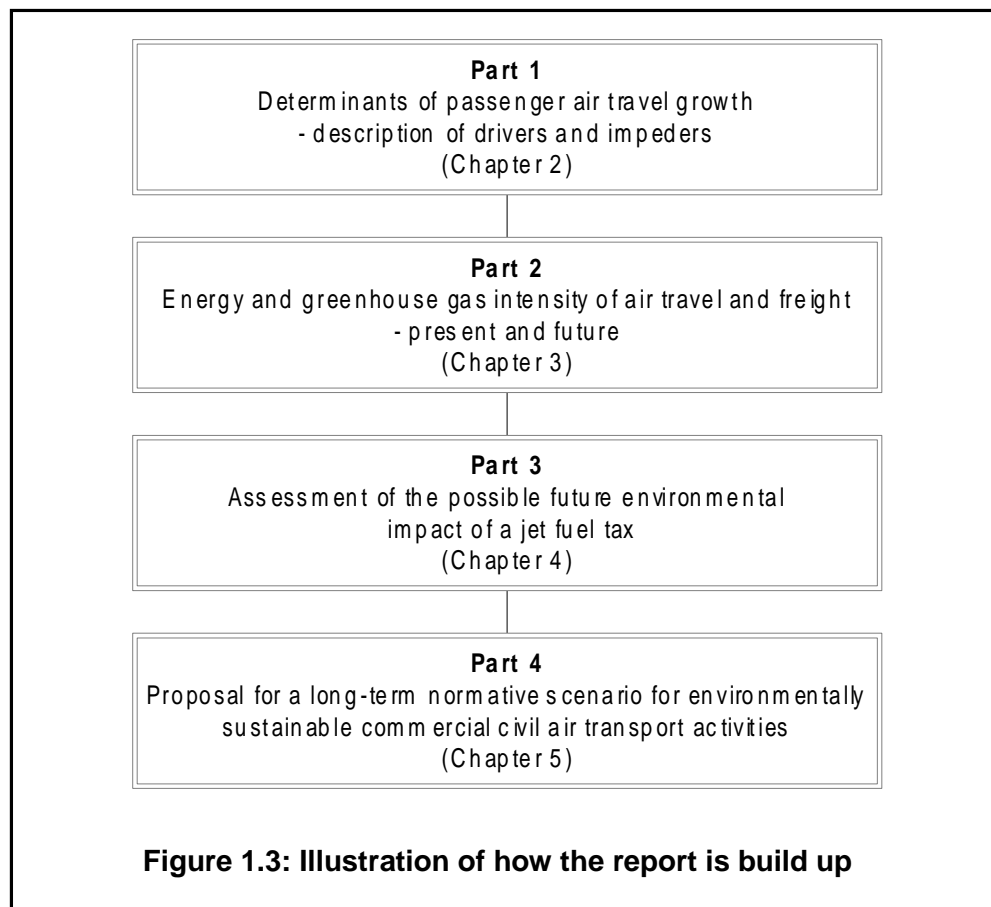 Part 1
Determinants of passenger air travel growth
- description of drivers and impeders
(Chapter 2)
Part 2
Energy and greenhouse gas intensity of air travel and freight
- present and future
(Chapter 3)
Part 3
Assessment of the possible future environmental
impact of a jet fuel tax
(Chapter 4)
Part 4
Proposal for a long-term normative scenario for environmentally
sustainable commercial civil air transport activities
(Chapter 5)
Figure 1.3: Illustration of how the report is build up